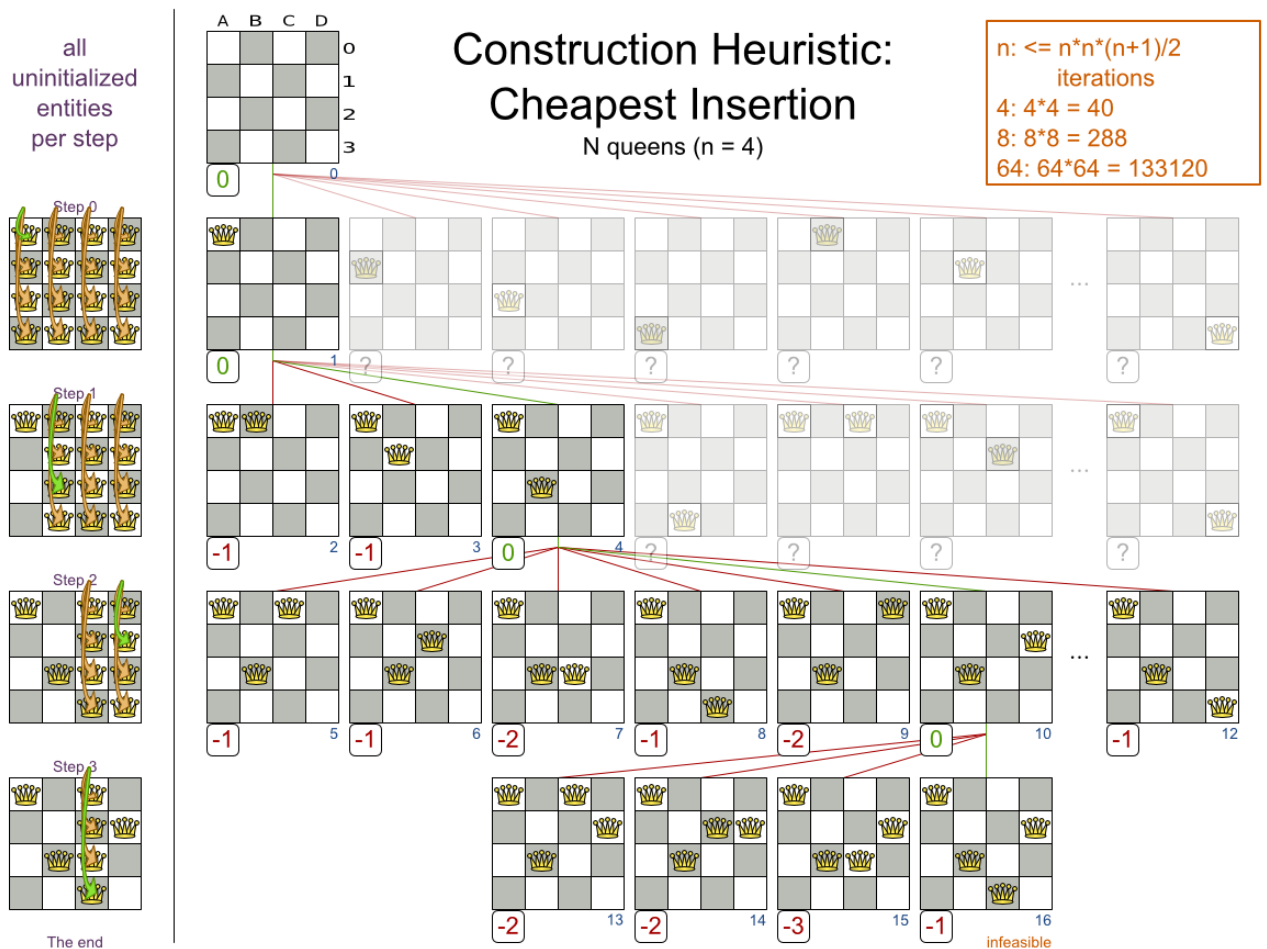 all
uninitialized
entities
per step
A B C D
0
1
2
3
Construction Heuristic:
Cheapest Insertion
N queens (n = 4)
n: <= n*n*(n+1)/2
iterations
4: 4*4 = 40
8: 8*8 = 288
64: 64*64 = 133120
0 0
Step 0
...
0 1 ? ? ? ? ? ?
Step 1
...
-1 2 -1 3 0 4 ? ? ? ?
Step 2
...
-1 5 -1 6 -2 7 -1 8 -2 9 0 10 -1 12
Step 3
-2 13 -2 14 -3 15 -1 16
The end
infeasible